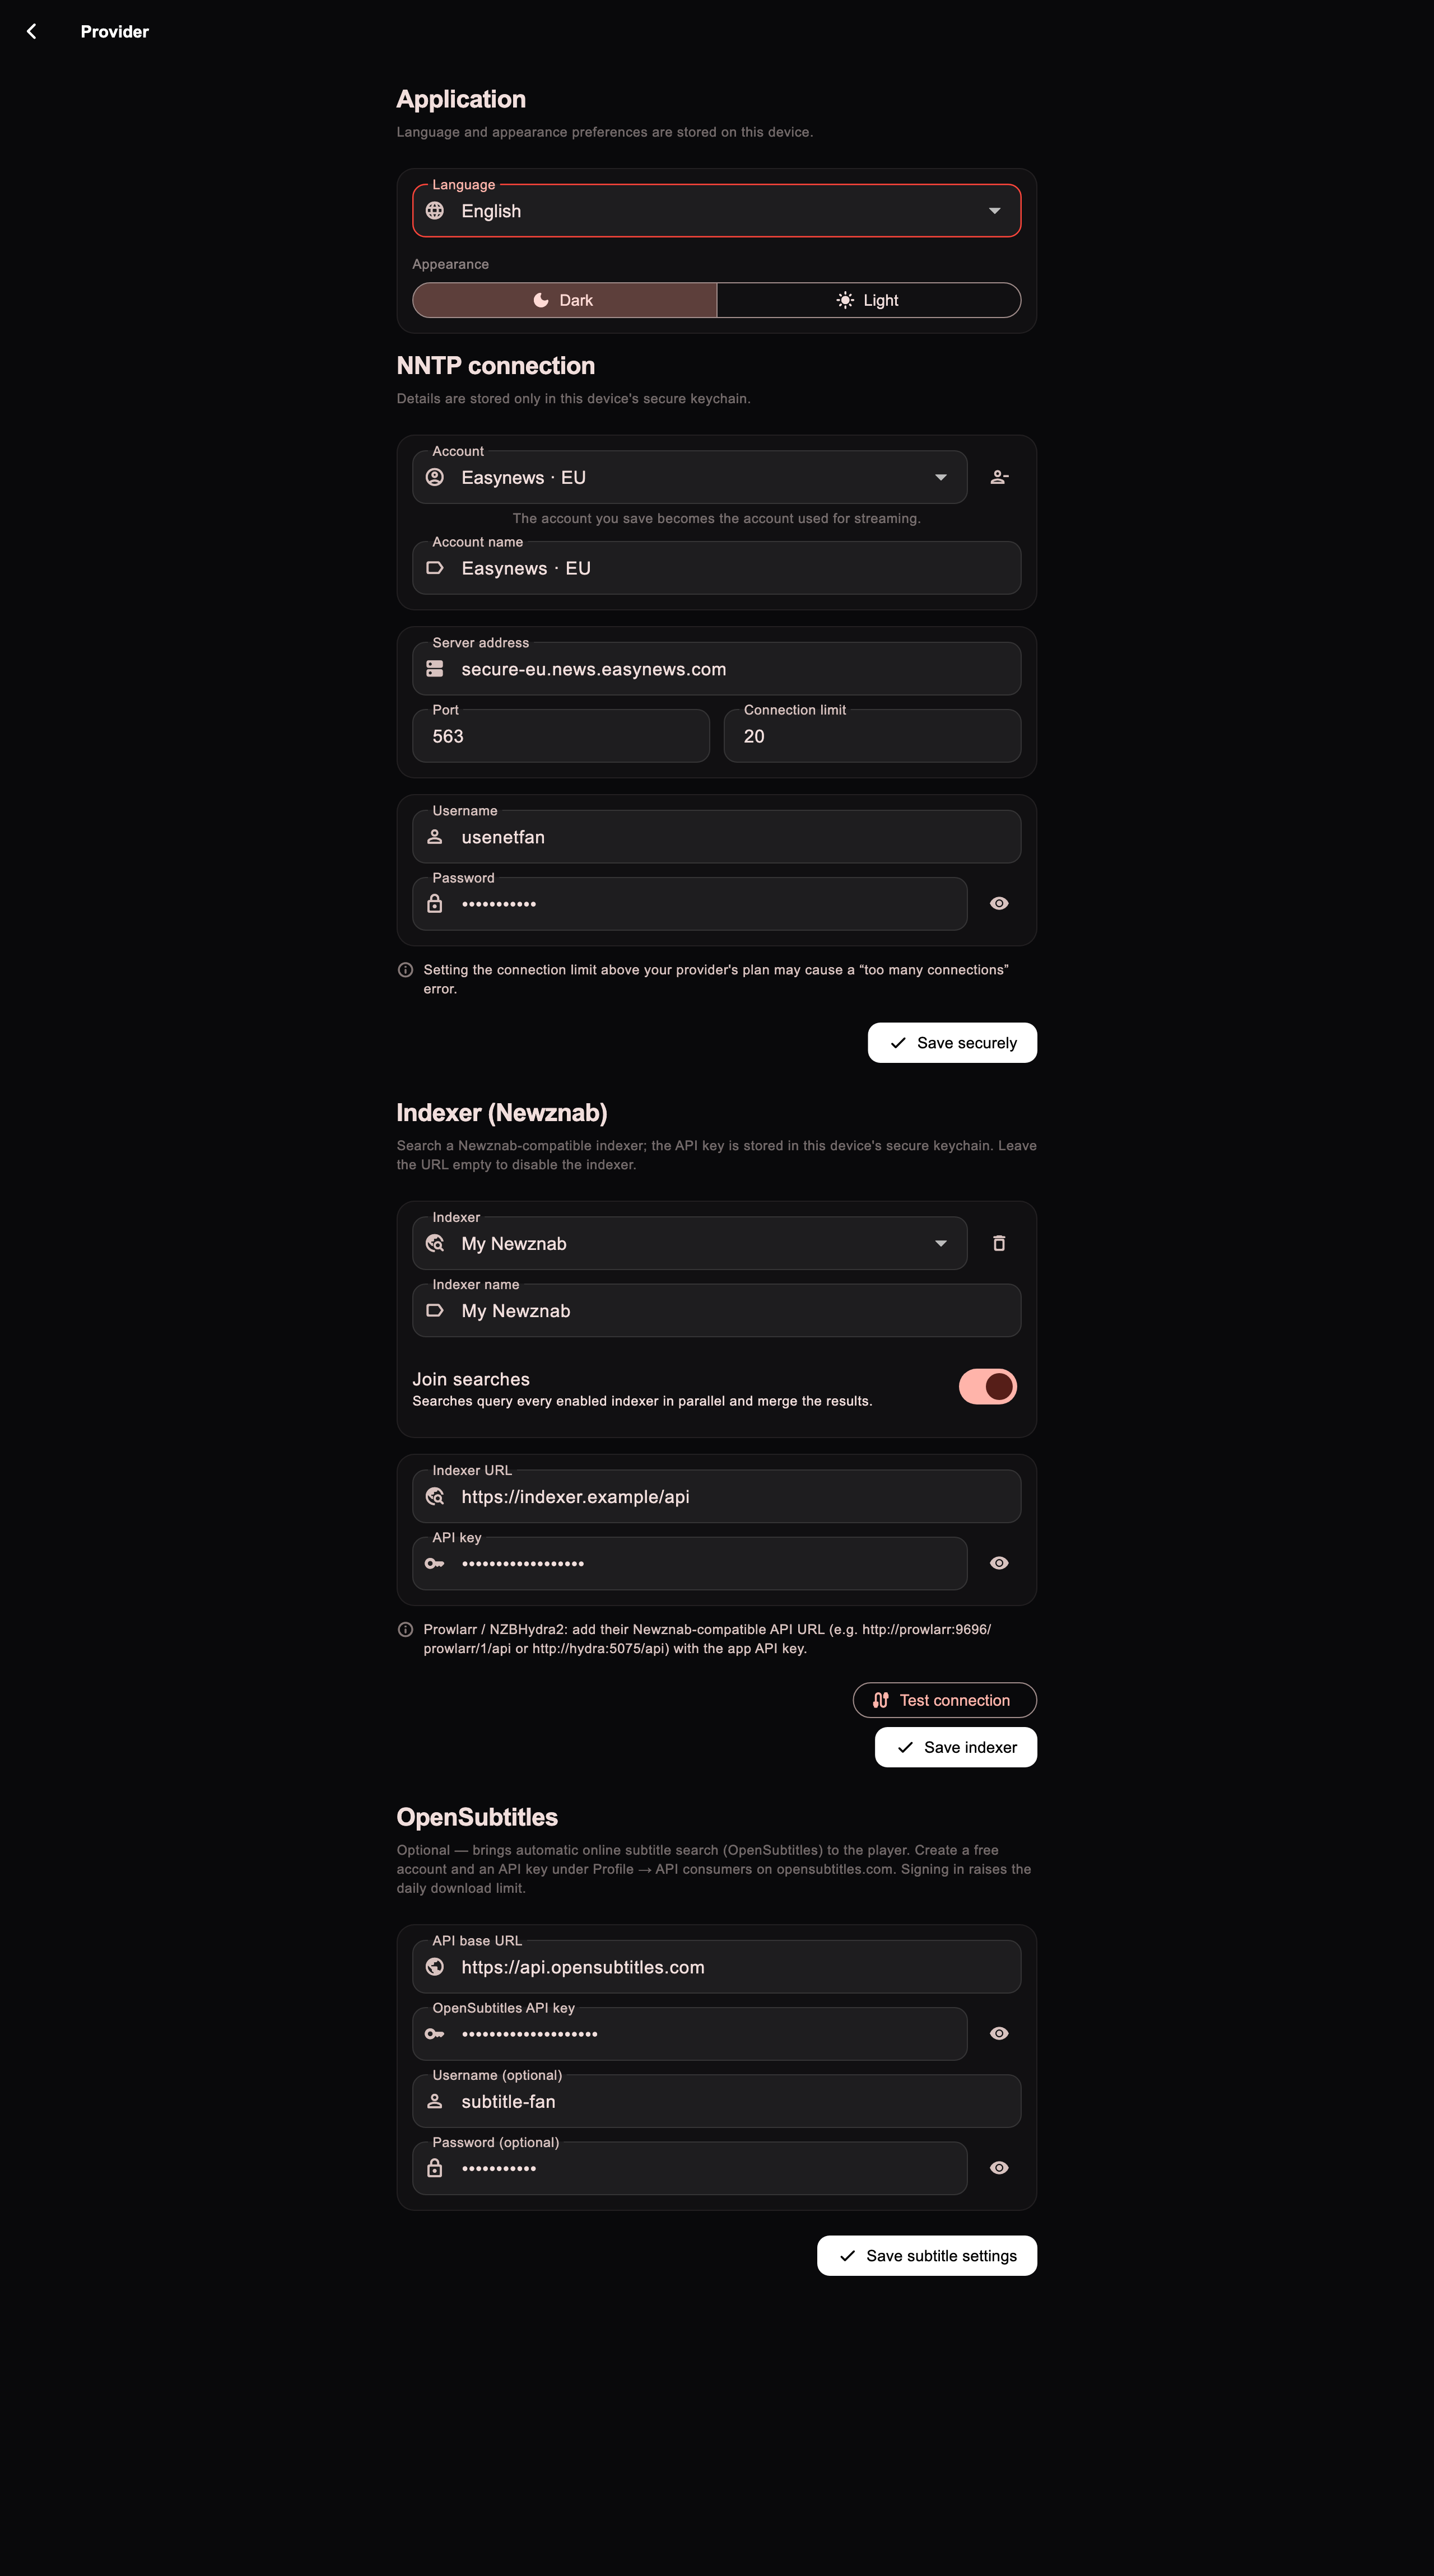 Provider
Application
Language and appearance preferences are stored on this device.
Language
English
Appearance
Dark
Light
NNTP connection
Details are stored only in this device's secure keychain.
Account
Easynews · EU
The account you save becomes the account used for streaming.
Account name
Easynews · EU
Server address
secure-eu.news.easynews.com
Port
Connection limit
563
20
Username
usenetfan
Password
•••••••••••
Setting the connection limit above your provider's plan may cause a “too many connections”
error.
Save securely
Indexer (Newznab)
Search a Newznab-compatible indexer; the API key is stored in this device's secure keychain. Leave
the URL empty to disable the indexer.
Indexer
My Newznab
Indexer name
My Newznab
Join searches
Searches query every enabled indexer in parallel and merge the results.
Indexer URL
https://indexer.example/api
API key
••••••••••••••••••
Prowlarr / NZBHydra2: add their Newznab-compatible API URL (e.g. http://prowlarr:9696/
prowlarr/1/api or http://hydra:5075/api) with the app API key.
Test connection
Save indexer
OpenSubtitles
Optional — brings automatic online subtitle search (OpenSubtitles) to the player. Create a free
account and an API key under Profile → API consumers on opensubtitles.com. Signing in raises the
daily download limit.
API base URL
https://api.opensubtitles.com
OpenSubtitles API key
••••••••••••••••••••
Username (optional)
subtitle-fan
Password (optional)
•••••••••••
Save subtitle settings